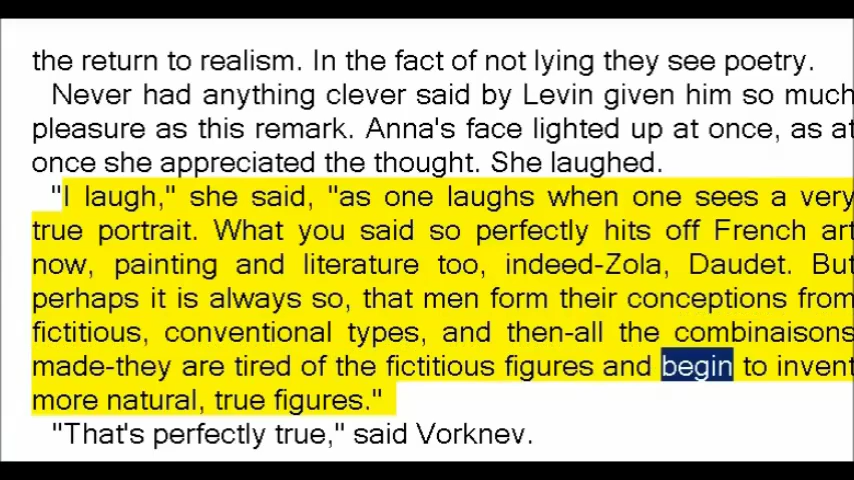 the return to realism. In the fact of not lying they see poetry.
Never had anything clever said by Levin given him so much
pleasure as this remark. Anna's face lighted up at once, as at
once she appreciated the thought. She laughed.
"I laugh," she said, "as one laughs when one sees a very
true portrait. What you said so perfectly hits off French art
now, painting and literature too, indeed-Zola, Daudet. But
perhaps it is always so, that men form their conceptions from
fictitious, conventional types, and then-all the combinaisons
made-they are tired of the fictitious figures and begin to invent
more natural, true figures."
"That's perfectly true," said Vorknev.